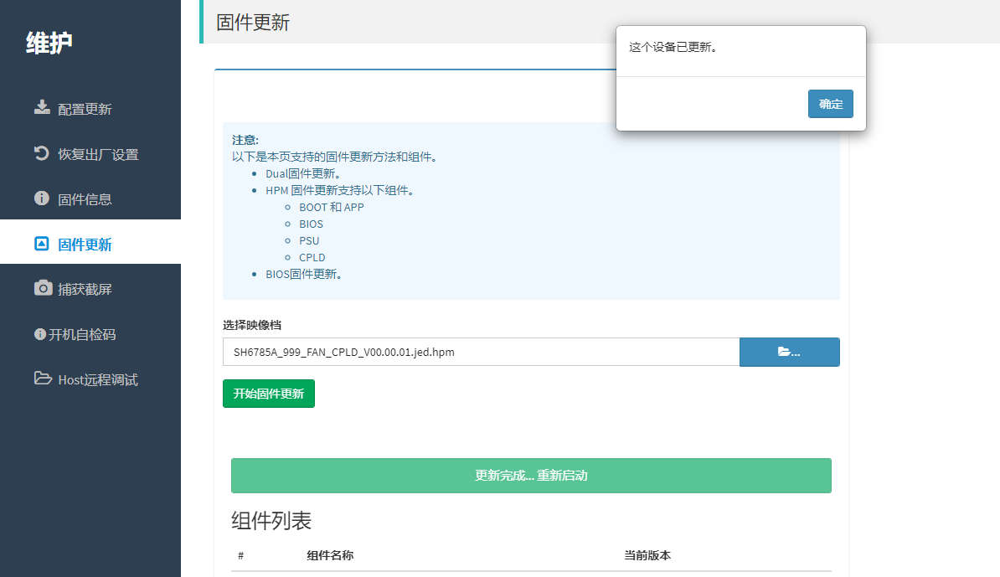 维护
配置更新
恢复出厂设置
固件信息
固件更新
捕获截屏
开机自检码
Host远程调试
固件更新
这个设备已更新。
确定
注意:
以下是本页支持的固件更新方法和组件。
Dual固件更新。
HPM 固件更新支持以下组件。
BOOT 和 APP
BIOS
PSU
CPLD
BIOS固件更新。
选择映像档
SH6785A_999_FAN_CPLD_V00.00.01.jed.hpm
...
开始固件更新
更新完成... 重新启动
组件列表
# 组件名称 当前版本